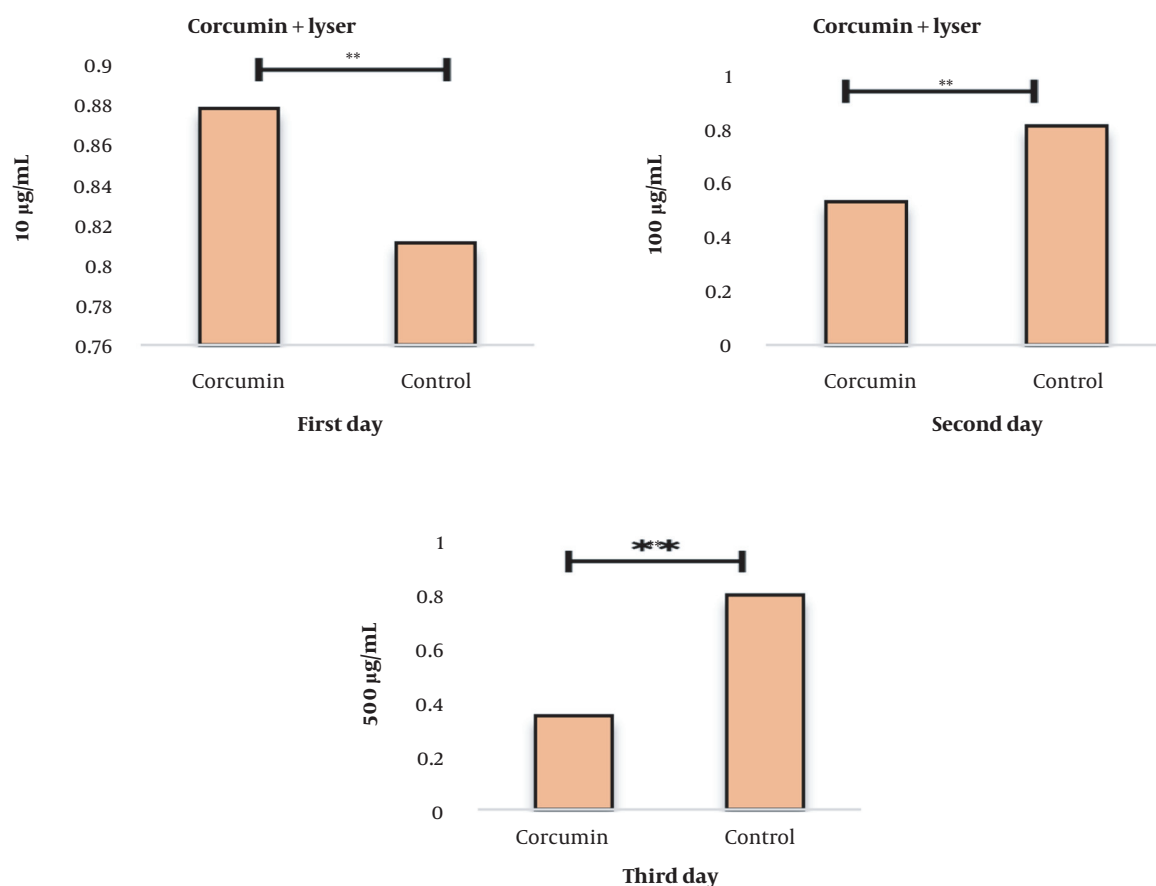 Corcumin + lyser
**
0.9
0.88
0.86
0.84
0.82
0.8
0.78
0.76
10 µg/mL
Corcumin
Control
First day
Corcumin + lyser
**
1
0.8
0.6
0.4
0.2
0
100 µg/mL
Corcumin
Control
Second day
**
1
0.8
0.6
0.4
0.2
0
500 µg/mL
Corcumin
Control
Third day